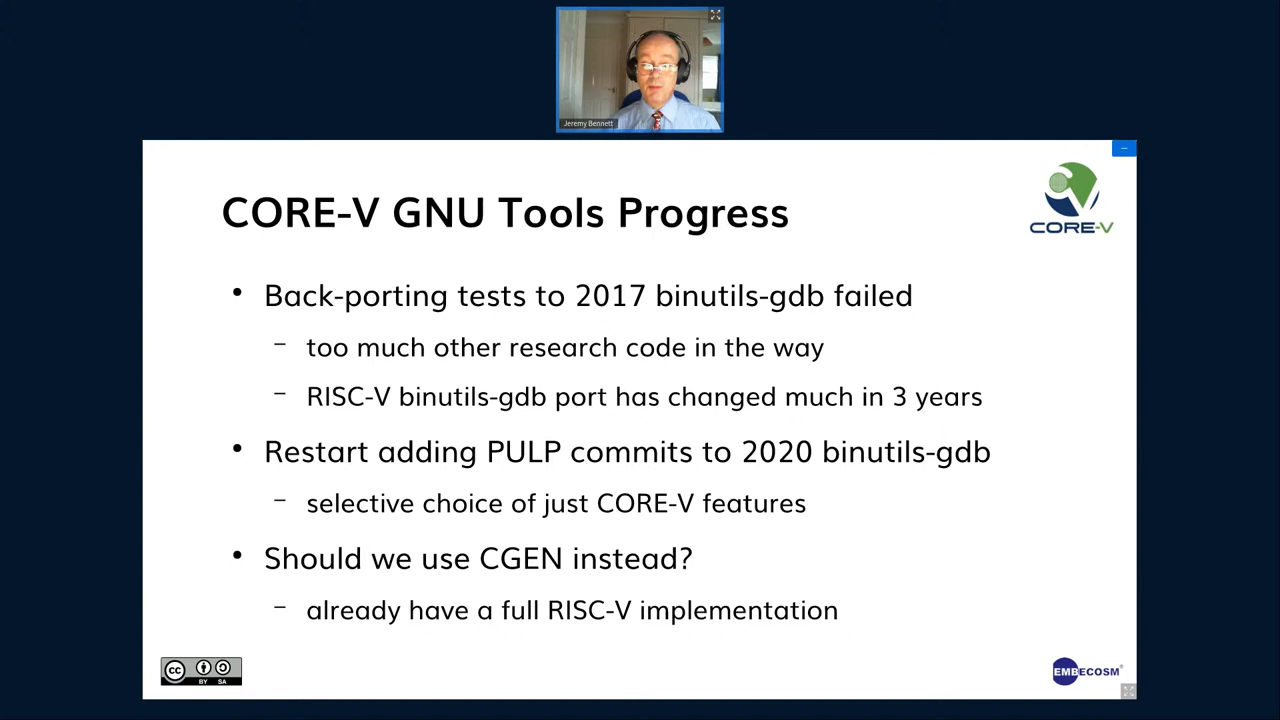 Jeremy Bennett
CORE-V GNU Tools Progress
CORE-V
• Back-porting tests to 2017 binutils-gdb failed
– too much other research code in the way
– RISC-V binutils-gdb port has changed much in 3 years
• Restart adding PULP commits to 2020 binutils-gdb
– selective choice of just CORE-V features
• Should we use CGEN instead?
– already have a full RISC-V implementation
cc BY SA
EMBECOSM®